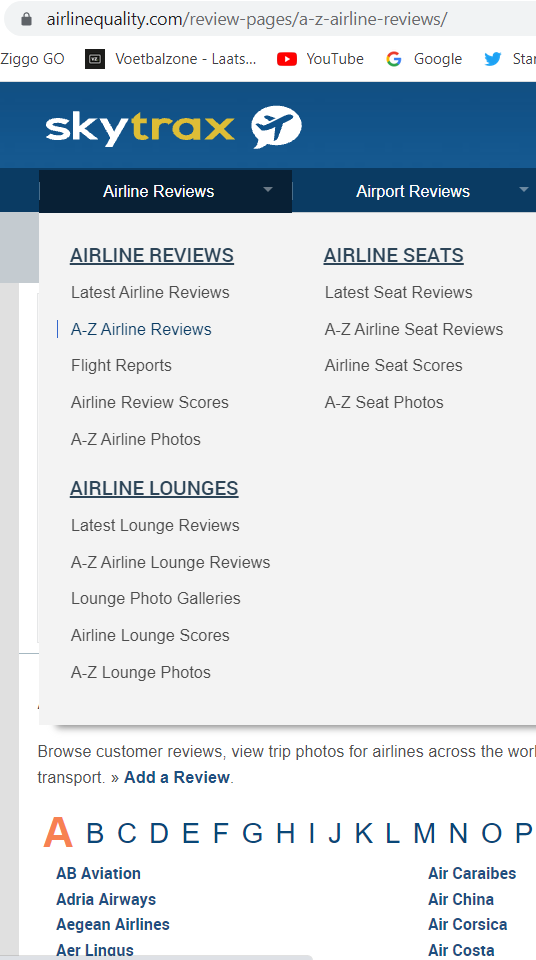 airlinequality.com/review-pages/a-z-airline-reviews/
Ziggo GO Voetbalzone - Laats... YouTube Google Twitter
skytrax
Airline Reviews Airport Reviews
AIRLINE REVIEWS
Latest Airline Reviews
A-Z Airline Reviews
Flight Reports
Airline Review Scores
A-Z Airline Photos
AIRLINE SEATS
Latest Seat Reviews
A-Z Airline Seat Reviews
Airline Seat Scores
A-Z Seat Photos
AIRLINE LOUNGES
Latest Lounge Reviews
A-Z Airline Lounge Reviews
Lounge Photo Galleries
Airline Lounge Scores
A-Z Lounge Photos
Browse customer reviews, view trip photos for airlines across the worl
transport. » Add a Review.
A B C D E F G H I J K L M N O P
AB Aviation
Adria Airways
Aegean Airlines
Aer Lingus
Air Caraibes
Air China
Air Corsica
Air Costa